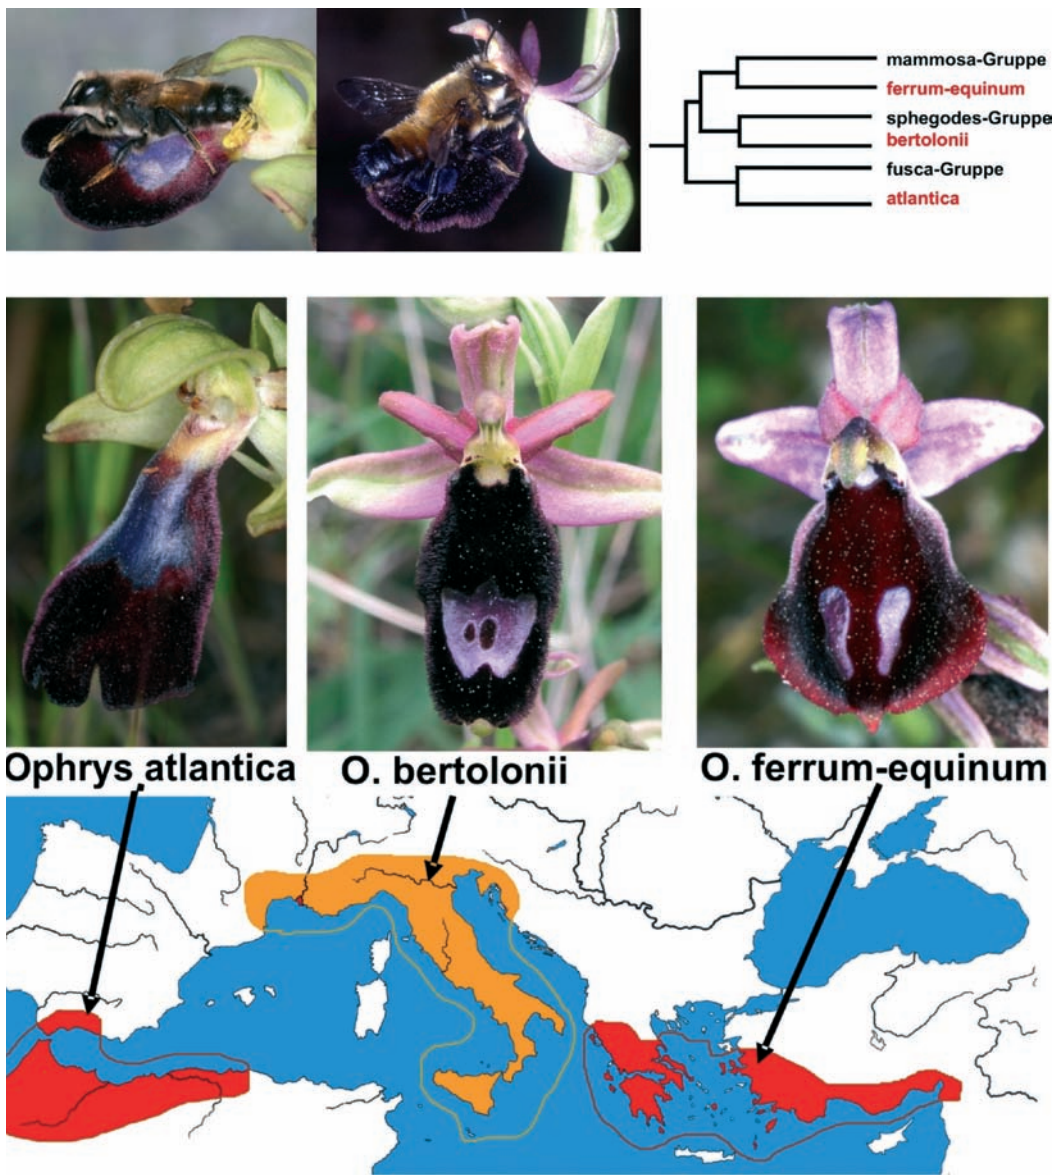 mammosa-Gruppe
ferrum-equinum
sphegodes-Gruppe
bertolonii
fusca-Gruppe
atlantica
Ophrys atlantica
O. bertolonii
O. ferrum-equinum